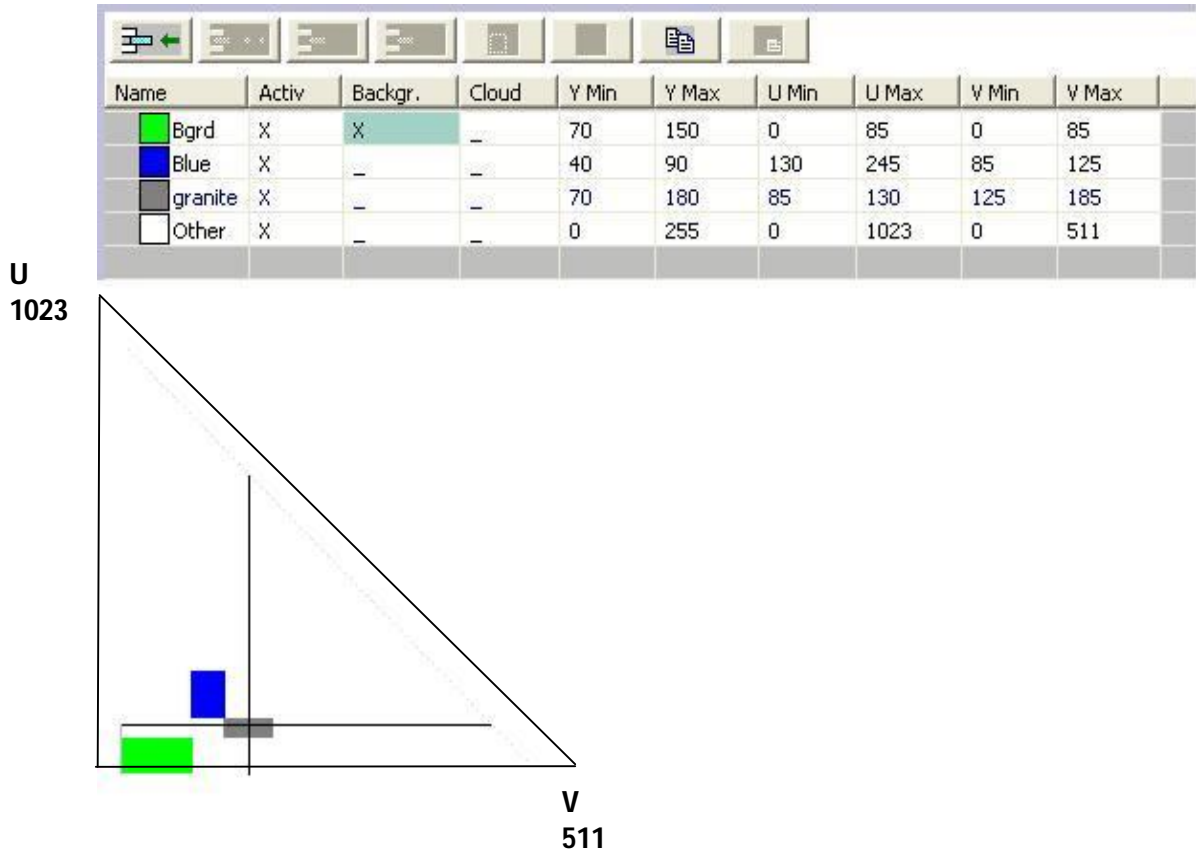 Name Activ Backgr. Cloud Y Min Y Max U Min U Max V Min V Max
Bgrd X X _ 70 150 0 85 0 85
Blue X _ _ 40 90 130 245 85 125
granite X _ _ 70 180 85 130 125 185
Other X _ _ 0 255 0 1023 0 511
U
1023
V
511